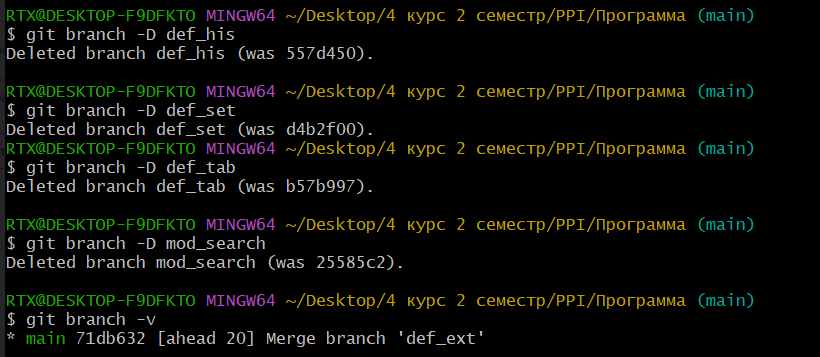 RTX@DESKTOP-F9DFKTO MINGW64 ~/Desktop/4 курс 2 семестр/PPI/Программа (main)
$ git branch -D def_his
Deleted branch def_his (was 557d450).
RTX@DESKTOP-F9DFKTO MINGW64 ~/Desktop/4 курс 2 семестр/PPI/Программа (main)
$ git branch -D def_set
Deleted branch def_set (was d4b2f00).
RTX@DESKTOP-F9DFKTO MINGW64 ~/Desktop/4 курс 2 семестр/PPI/Программа (main)
$ git branch -D def_tab
Deleted branch def_tab (was b57b997).
RTX@DESKTOP-F9DFKTO MINGW64 ~/Desktop/4 курс 2 семестр/PPI/Программа (main)
$ git branch -D mod_search
Deleted branch mod_search (was 25585c2).
RTX@DESKTOP-F9DFKTO MINGW64 ~/Desktop/4 курс 2 семестр/PPI/Программа (main)
$ git branch -v
* main 71db632 [ahead 20] Merge branch 'def_ext'